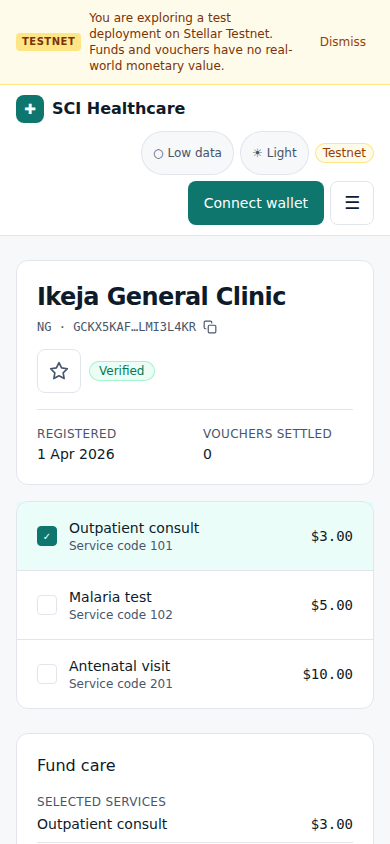 TESTNET
You are exploring a test
deployment on Stellar Testnet.
Funds and vouchers have no real-
world monetary value.
Dismiss
SCI Healthcare
Low data
Light
Testnet
Connect wallet
Ikeja General Clinic
NG · GCKX5KAF…LMI3L4KR
Verified
REGISTERED
1 Apr 2026
VOUCHERS SETTLED
0
Outpatient consult
Service code 101
$3.00
Malaria test
Service code 102
$5.00
Antenatal visit
Service code 201
$10.00
Fund care
SELECTED SERVICES
Outpatient consult
$3.00